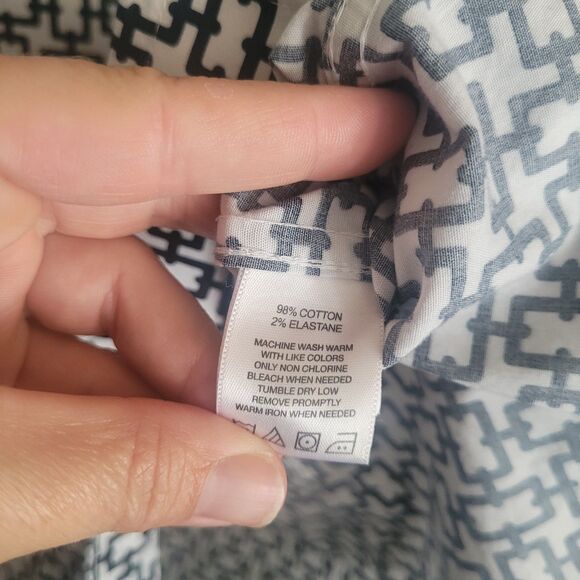 98% COTTON
2% ELASTANE
MACHINE WASH WARM
WITH LIKE COLORS
ONLY NON CHLORINE
BLEACH WHEN NEEDED
TUMBLE DRY LOW
REMOVE PROMPTLY
WARM IRON WHEN NEEDED